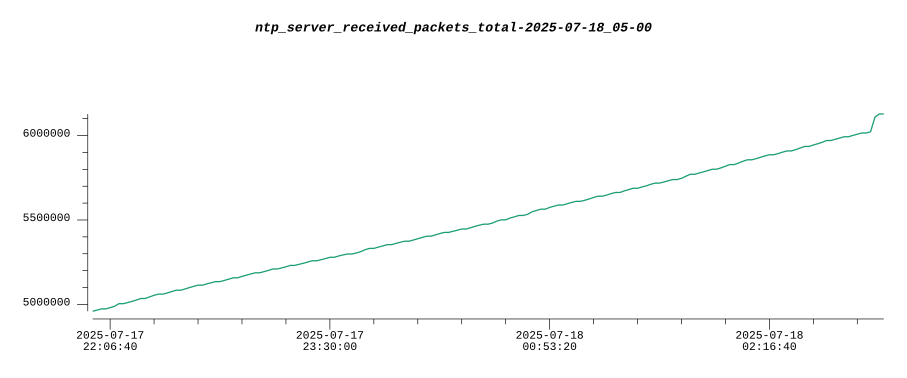 ntp_server_received_packets_total-2025-07-18_05-00
6000000
5500000
5000000
2025-07-17 2025-07-17 2025-07-18 2025-07-18
22:06:40 23:30:00 00:53:20 02:16:40